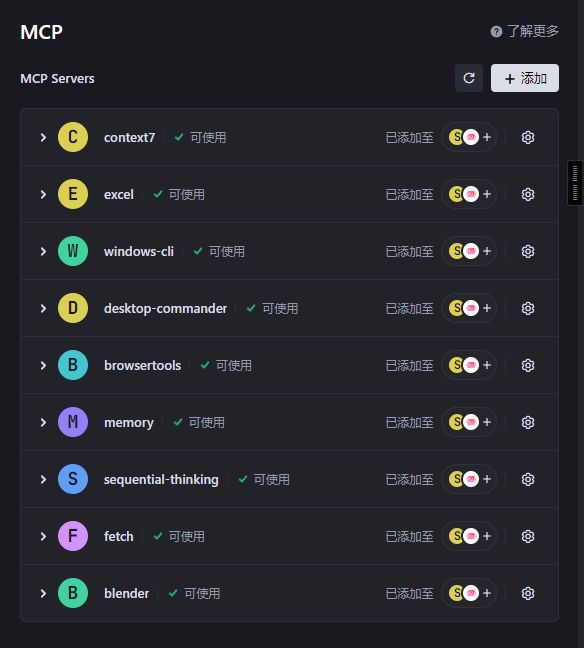 MCP
了解更多
MCP Servers
添加
C context7 可使用 已添加至 S
E excel 可使用 已添加至 S
W windows-cli 可使用 已添加至 S
D desktop-commander 可使用 已添加至 S
B browsertools 可使用 已添加至 S
M memory 可使用 已添加至 S
S sequential-thinking 可使用 已添加至 S
F fetch 可使用 已添加至 S
B blender 可使用 已添加至 S